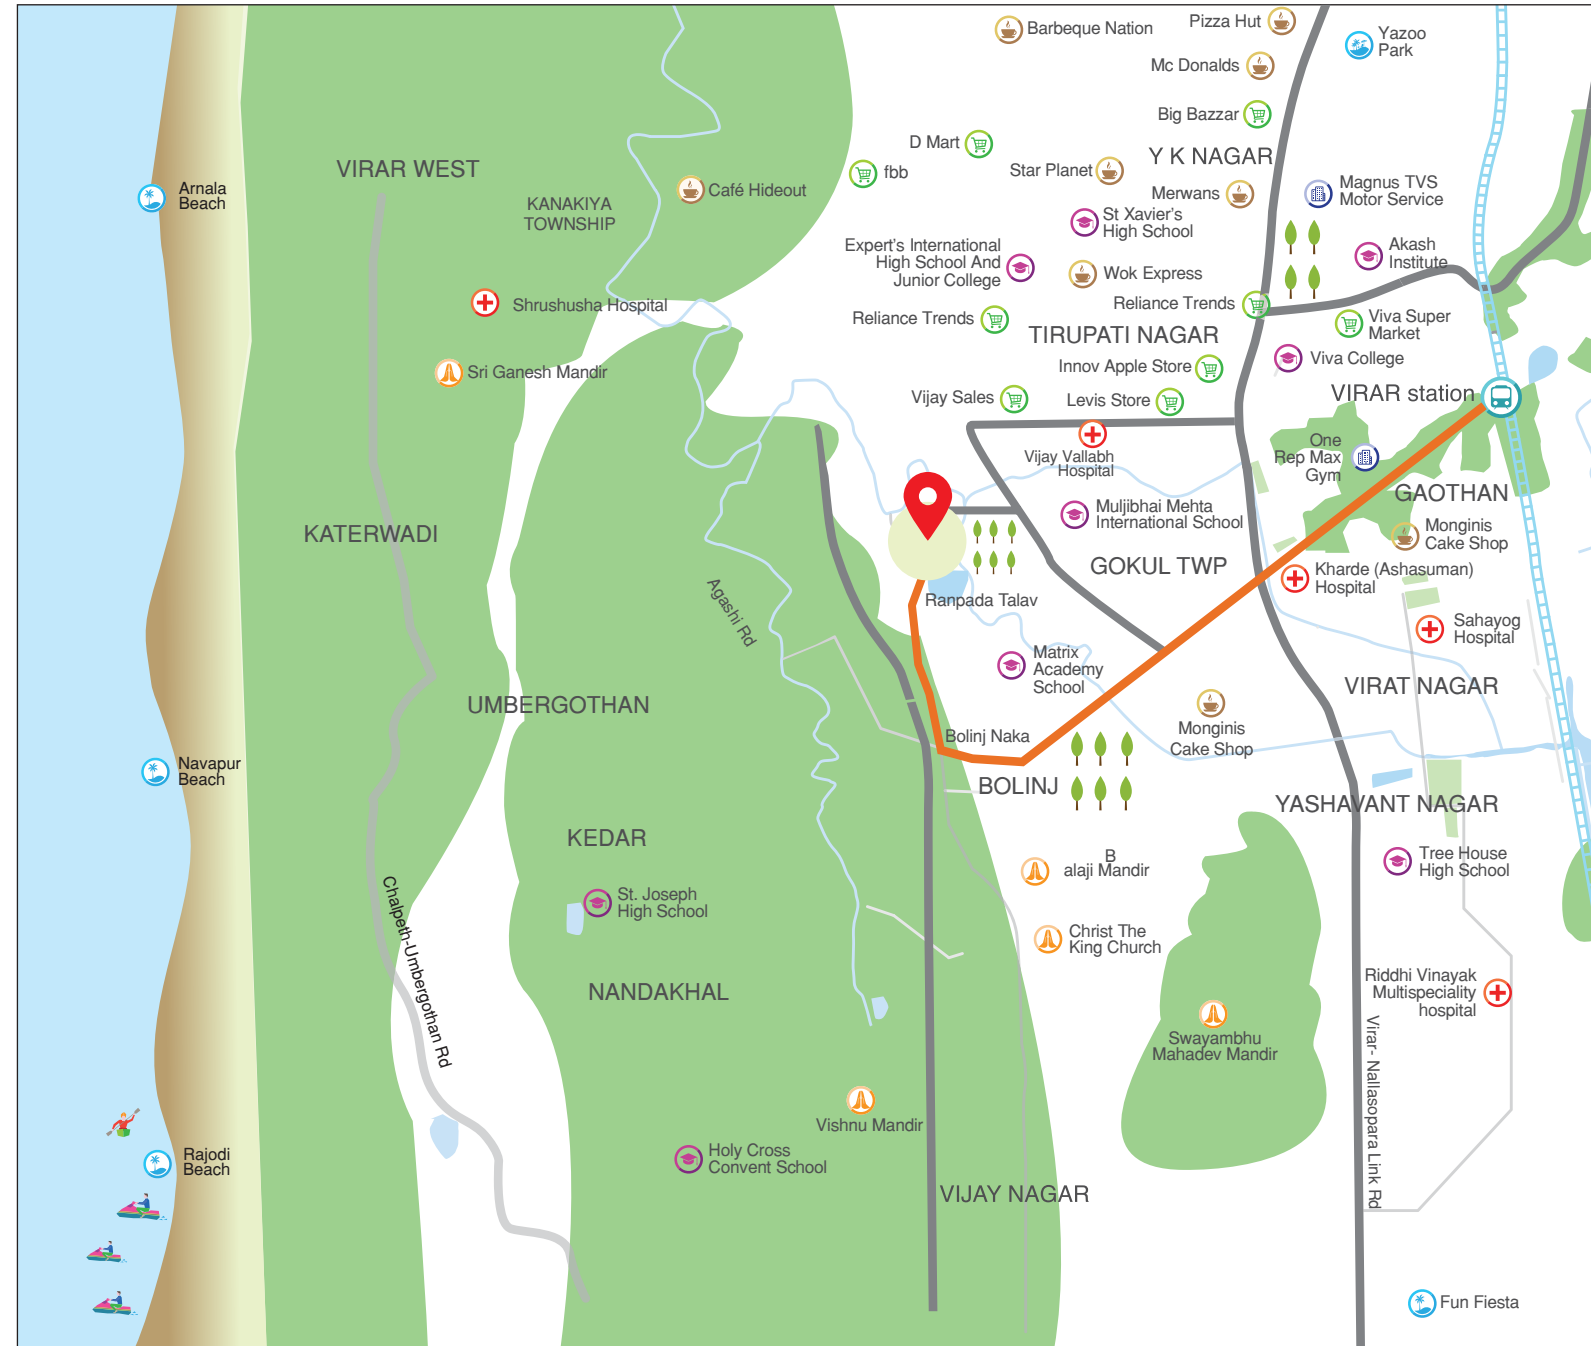 Barbeque Nation
Pizza Hut
Yazoo
Park
Mc Donalds
Big Bazzar
D Mart
Y K NAGAR
VIRAR WEST
fbb
Star Planet
Merwans
Magnus TVS
Motor Service
Arnala
Beach
Café Hideout
KANAKIYA
TOWNSHIP
St Xavier's
High School
Expert's International
High School And
Junior College
Akash
Institute
Wok Express
Shrushusha Hospital
Reliance Trends
Reliance Trends
Viva Super
Market
TIRUPATI NAGAR
Viva College
Sri Ganesh Mandir
Innov Apple Store
VIRAR station
Vijay Sales
Levis Store
One
Rep Max
Gym
Vijay Vallabh
Hospital
GAOTHAN
KATERWADI
Muljibhai Mehta
International School
Monginis
Cake Shop
GOKUL TWP
Kharde (Ashasuman)
Hospital
Agashi Rd
Ranpada Talav
Sahayog
Hospital
Matrix
Academy
School
VIRAT NAGAR
UMBERGOTHAN
Bolinj Naka
Monginis
Cake Shop
Navapur
Beach
BOLINJ
YASHAVANT NAGAR
KEDAR
B
alaji Mandir
Tree House
High School
St. Joseph
High School
Chalpeth-Umbergothan Rd
Christ The
King Church
NANDAKHAL
Riddhi Vinayak
Multispeciality
hospital
Swayambhu
Mahadev Mandir
Virar- Nallasopara Link Rd
Vishnu Mandir
Rajodi
Beach
Holy Cross
Convent School
VIJAY NAGAR
Fun Fiesta